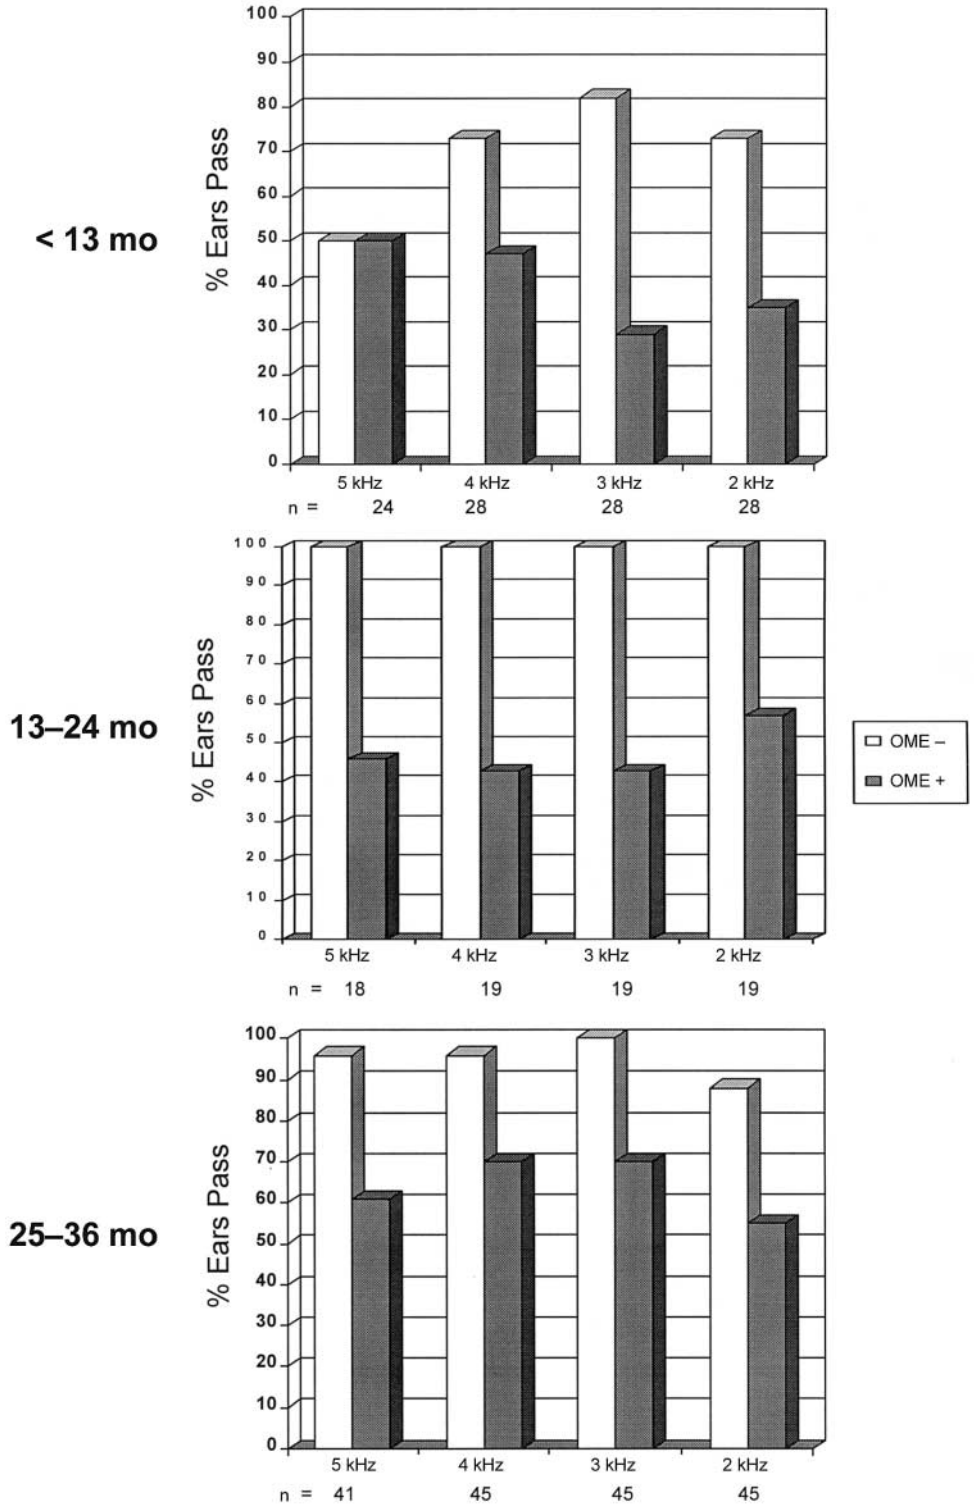 100
90
80
70
60
50
40
30
20
10
0
% Ears Pass
< 13 mo
5 kHz 4 kHz 3 kHz 2 kHz
n = 24 28 28 28
100
90
80
70
60
50
40
30
20
10
0
% Ears Pass
13–24 mo
OME –
OME +
5 kHz 4 kHz 3 kHz 2 kHz
n = 18 19 19 19
100
90
80
70
60
50
40
30
20
10
0
% Ears Pass
25–36 mo
5 kHz 4 kHz 3 kHz 2 kHz
n = 41 45 45 45